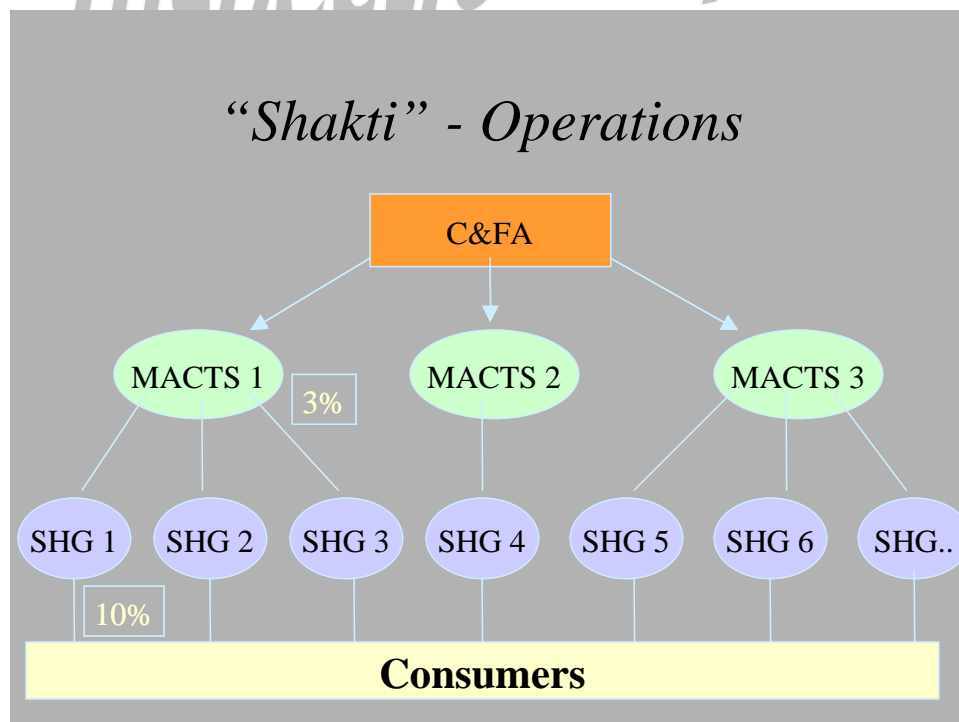 “Shakti” - Operations
C&FA
MACTS 1
MACTS 2
MACTS 3
3%
SHG 1
SHG 2
SHG 3
SHG 4
SHG 5
SHG 6
SHG..
10%
Consumers